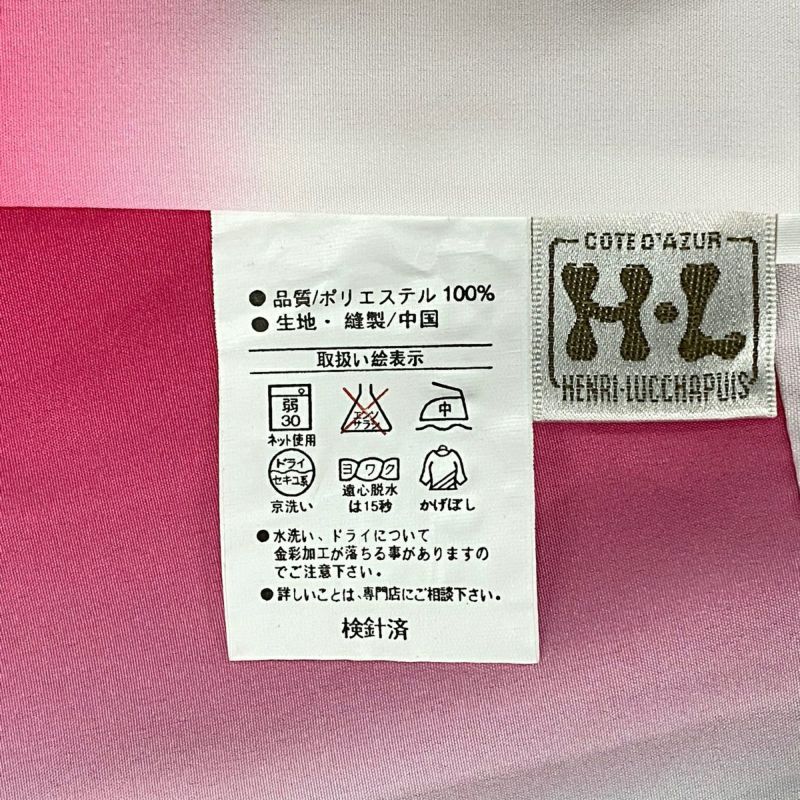 ● 品質/ポリエステル 100%
● 生地・縫製/中国
取扱い絵表示
弱
30
ネット使用
エンソ
サラシ
中
ドライ
セキユ系
京洗い
ヨワク
遠心脱水
は15秒
かげぼし
● 水洗い、ドライについて
金彩加工が落ちる事がありますの
でご注意下さい。
● 詳しいことは、専門店にご相談下さい。
検針済
COTE D'AZUR
H・L
HENRI-LUCCHAPUIS